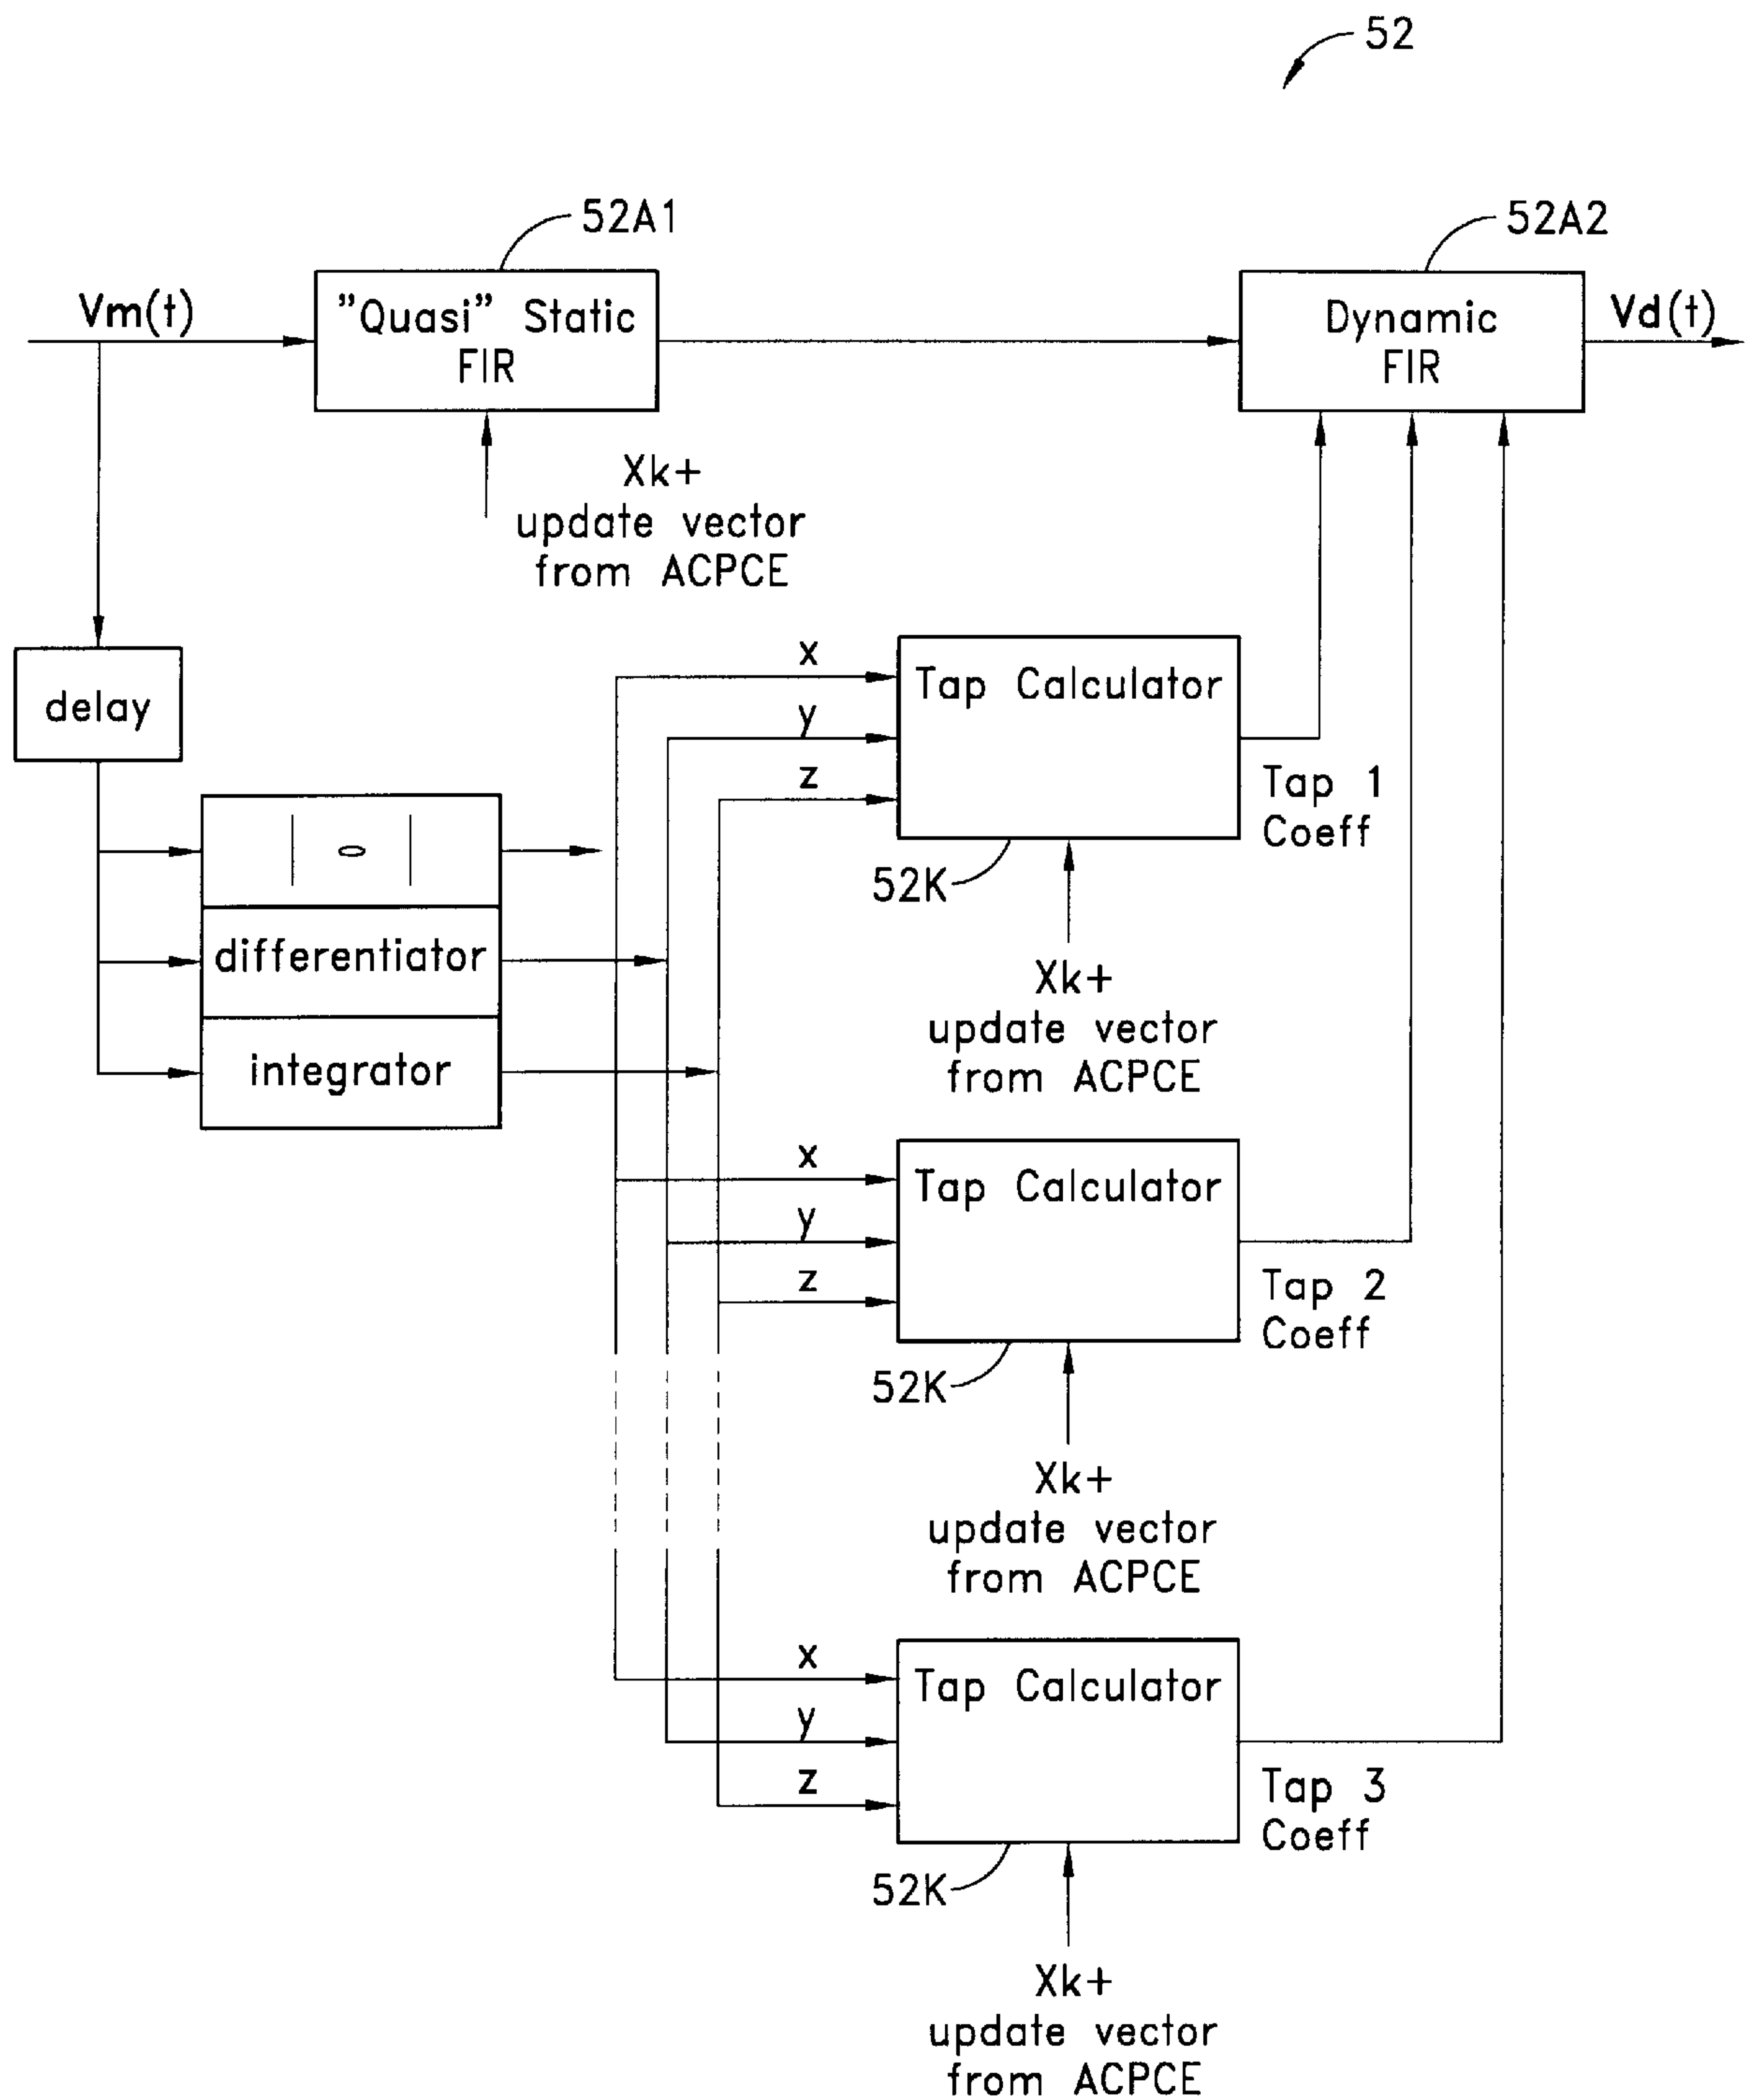 52
52A1
52A2
Vm(t)
"Quasi" Static
FIR
Dynamic
FIR
Vd(t)
Xk+
update vector
from ACPCE
delay
| o |
differentiator
integrator
x
y
z
Tap Calculator
Tap 1
Coeff
52K
Xk+
update vector
from ACPCE
x
y
z
Tap Calculator
Tap 2
Coeff
52K
Xk+
update vector
from ACPCE
x
y
z
Tap Calculator
Tap 3
Coeff
52K
Xk+
update vector
from ACPCE